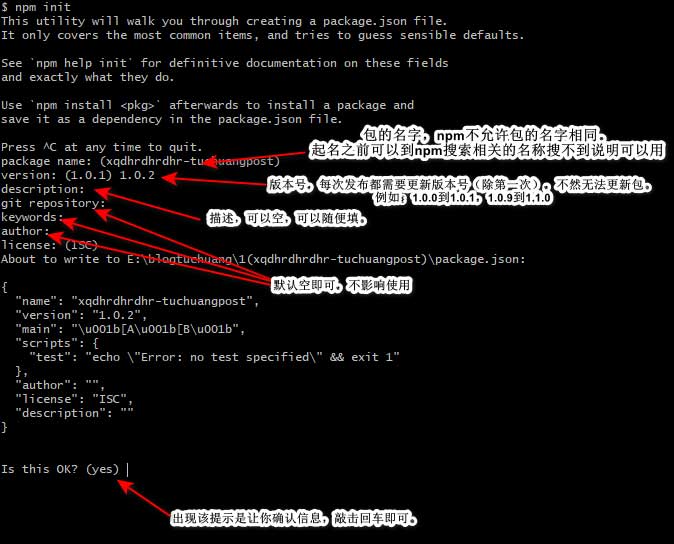 $ npm init
This utility will walk you through creating a package.json file.
It only covers the most common items, and tries to guess sensible defaults.
See `npm help init` for definitive documentation on these fields
and exactly what they do.
Use `npm install <pkg>` afterwards to install a package and
save it as a dependency in the package.json file.
Press ^C at any time to quit.
包的名字，npm不允许包的名字相同。
起名之前可以到npm搜索相关的名称搜不到说明可以用
package name: (xqdhrdhrdhr-tuchuangpost)
version: (1.0.1) 1.0.2
版本号，每次发布都需要更新版本号（除第一次），不然无法更新包。
例如；1.0.0到1.0.1，1.0.9到1.1.0
description:
git repository:
keywords:
描述，可以空，可以随便填。
author:
license: (ISC)
About to write to E:\blogtuchuang\1(xqdhrdhrdhr-tuchuangpost)\package.json:
默认空即可，不影响使用
{
"name": "xqdhrdhrdhr-tuchuangpost",
"version": "1.0.2",
"main": "\u001b[A\u001b[B\u001b",
"scripts": {
"test": "echo \"Error: no test specified\" && exit 1"
},
"author": "",
"license": "ISC",
"description": ""
}
Is this OK? (yes)
出现该提示是让你确认信息，敲击回车即可。